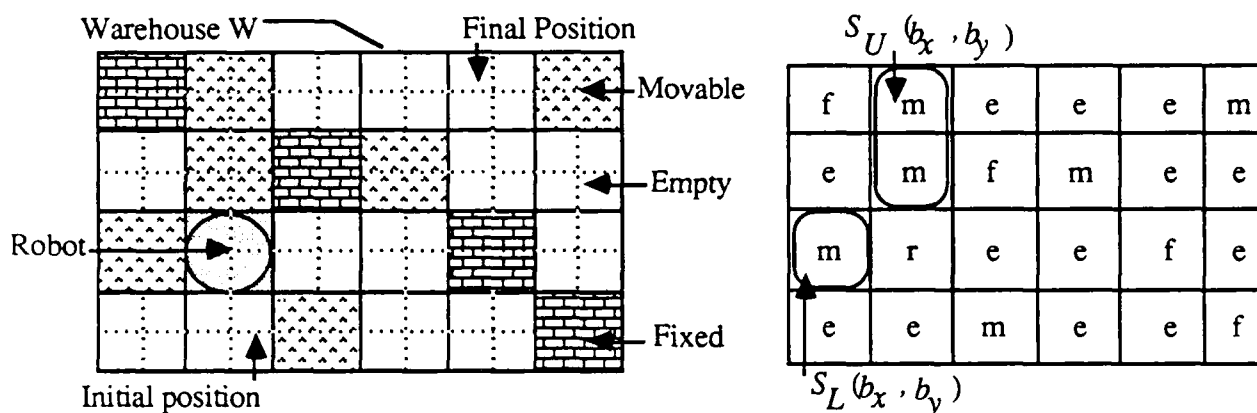 Warehouse W
Final Position
Movable
Empty
Robot
Fixed
Initial position
S_U (b_x , b_y)
f m e e e m
e m f m e e
m r e e f e
e e m e e f
S_L (b_x , b_y)